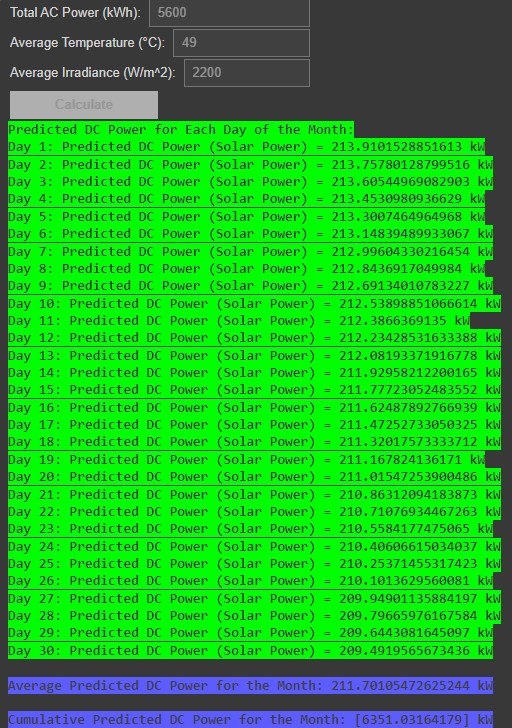 Total AC Power (kWh): 5600
Average Temperature (°C): 49
Average Irradiance (W/m^2): 2200
Calculate
Predicted DC Power for Each Day of the Month:
Day 1: Predicted DC Power (Solar Power) = 213.9101528851613 kW
Day 2: Predicted DC Power (Solar Power) = 213.75780128799516 kW
Day 3: Predicted DC Power (Solar Power) = 213.60544969082903 kW
Day 4: Predicted DC Power (Solar Power) = 213.4530980936629 kW
Day 5: Predicted DC Power (Solar Power) = 213.3007464964968 kW
Day 6: Predicted DC Power (Solar Power) = 213.14839489933067 kW
Day 7: Predicted DC Power (Solar Power) = 212.99604330216454 kW
Day 8: Predicted DC Power (Solar Power) = 212.8436917049984 kW
Day 9: Predicted DC Power (Solar Power) = 212.69134010783227 kW
Day 10: Predicted DC Power (Solar Power) = 212.53898851066614 kW
Day 11: Predicted DC Power (Solar Power) = 212.3866369135 kW
Day 12: Predicted DC Power (Solar Power) = 212.23428531633388 kW
Day 13: Predicted DC Power (Solar Power) = 212.08193371916778 kW
Day 14: Predicted DC Power (Solar Power) = 211.92958212200165 kW
Day 15: Predicted DC Power (Solar Power) = 211.77723052483552 kW
Day 16: Predicted DC Power (Solar Power) = 211.62487892766939 kW
Day 17: Predicted DC Power (Solar Power) = 211.47252733050325 kW
Day 18: Predicted DC Power (Solar Power) = 211.32017573333712 kW
Day 19: Predicted DC Power (Solar Power) = 211.167824136171 kW
Day 20: Predicted DC Power (Solar Power) = 211.01547253900486 kW
Day 21: Predicted DC Power (Solar Power) = 210.86312094183873 kW
Day 22: Predicted DC Power (Solar Power) = 210.71076934467263 kW
Day 23: Predicted DC Power (Solar Power) = 210.5584177475065 kW
Day 24: Predicted DC Power (Solar Power) = 210.40606615034037 kW
Day 25: Predicted DC Power (Solar Power) = 210.25371455317423 kW
Day 26: Predicted DC Power (Solar Power) = 210.1013629560081 kW
Day 27: Predicted DC Power (Solar Power) = 209.94901135884197 kW
Day 28: Predicted DC Power (Solar Power) = 209.79665976167584 kW
Day 29: Predicted DC Power (Solar Power) = 209.6443081645097 kW
Day 30: Predicted DC Power (Solar Power) = 209.4919565673436 kW
Average Predicted DC Power for the Month: 211.70105472625244 kW
Cumulative Predicted DC Power for the Month: [6351.03164179] kW